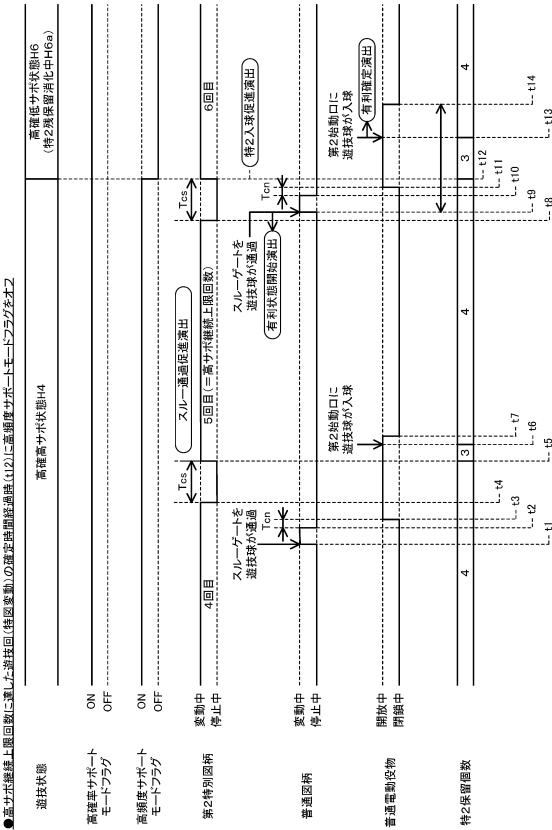 ●高サポ継続上限回数に達した遊技回(特図変動)の確定時間経過時(t12)に高頻度サポートモードフラグをオフ
遊技状態
高確高サポ状態H4
高確低サポ状態H6
(特2残保留消化中H6a)
高確率サポート
モードフラグ
ON
OFF
高頻度サポート
モードフラグ
ON
OFF
スルー通過促進演出
Tcs
Tcs
第2特別図柄
変動中
停止中
4回目
5回目(=高サポ継続上限回数)
6回目
スルーゲートを
遊技球が通過
スルーゲートを
遊技球が通過
特2入球促進演出
Tcn
有利状態開始演出
Tcn
普通図柄
変動中
停止中
第2始動口に
遊技球が入球
第2始動口に
遊技球が入球
有利確定演出
普通電動役物
開放中
閉鎖中
特2保留個数
4
3
4
3
4
t1
t2
t3
t4
t5
t6
t7
t8
t9
t10
t11
t12
t13
t14